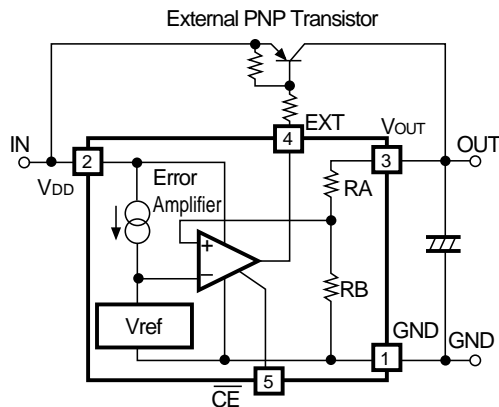 External PNP Transistor
4
EXT
VOUT
IN
2
3
OUT
VDD
Error
Amplifier
RA
+
−
RB
Vref
GND
1
GND
CE
5